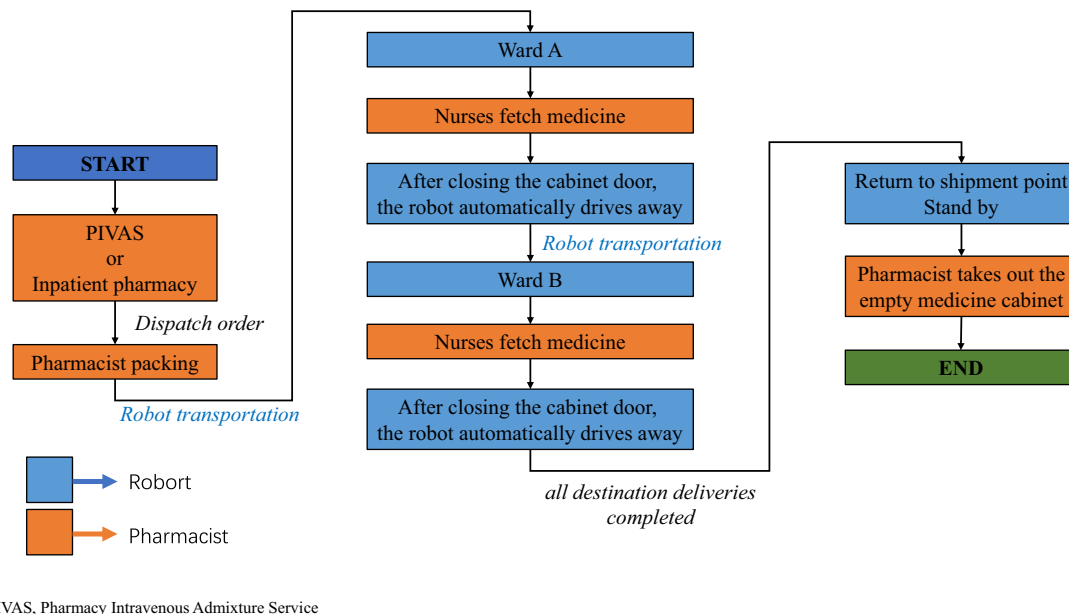 START
PIVAS
or
Inpatient pharmacy
Dispatch order
Pharmacist packing
Robot transportation
Ward A
Nurses fetch medicine
After closing the cabinet door,
the robot automatically drives away
Robot transportation
Ward B
Nurses fetch medicine
After closing the cabinet door,
the robot automatically drives away
all destination deliveries
completed
Return to shipment point
Stand by
Pharmacist takes out the
empty medicine cabinet
END
Robort
Pharmacist
IVAS, Pharmacy Intravenous Admixture Service